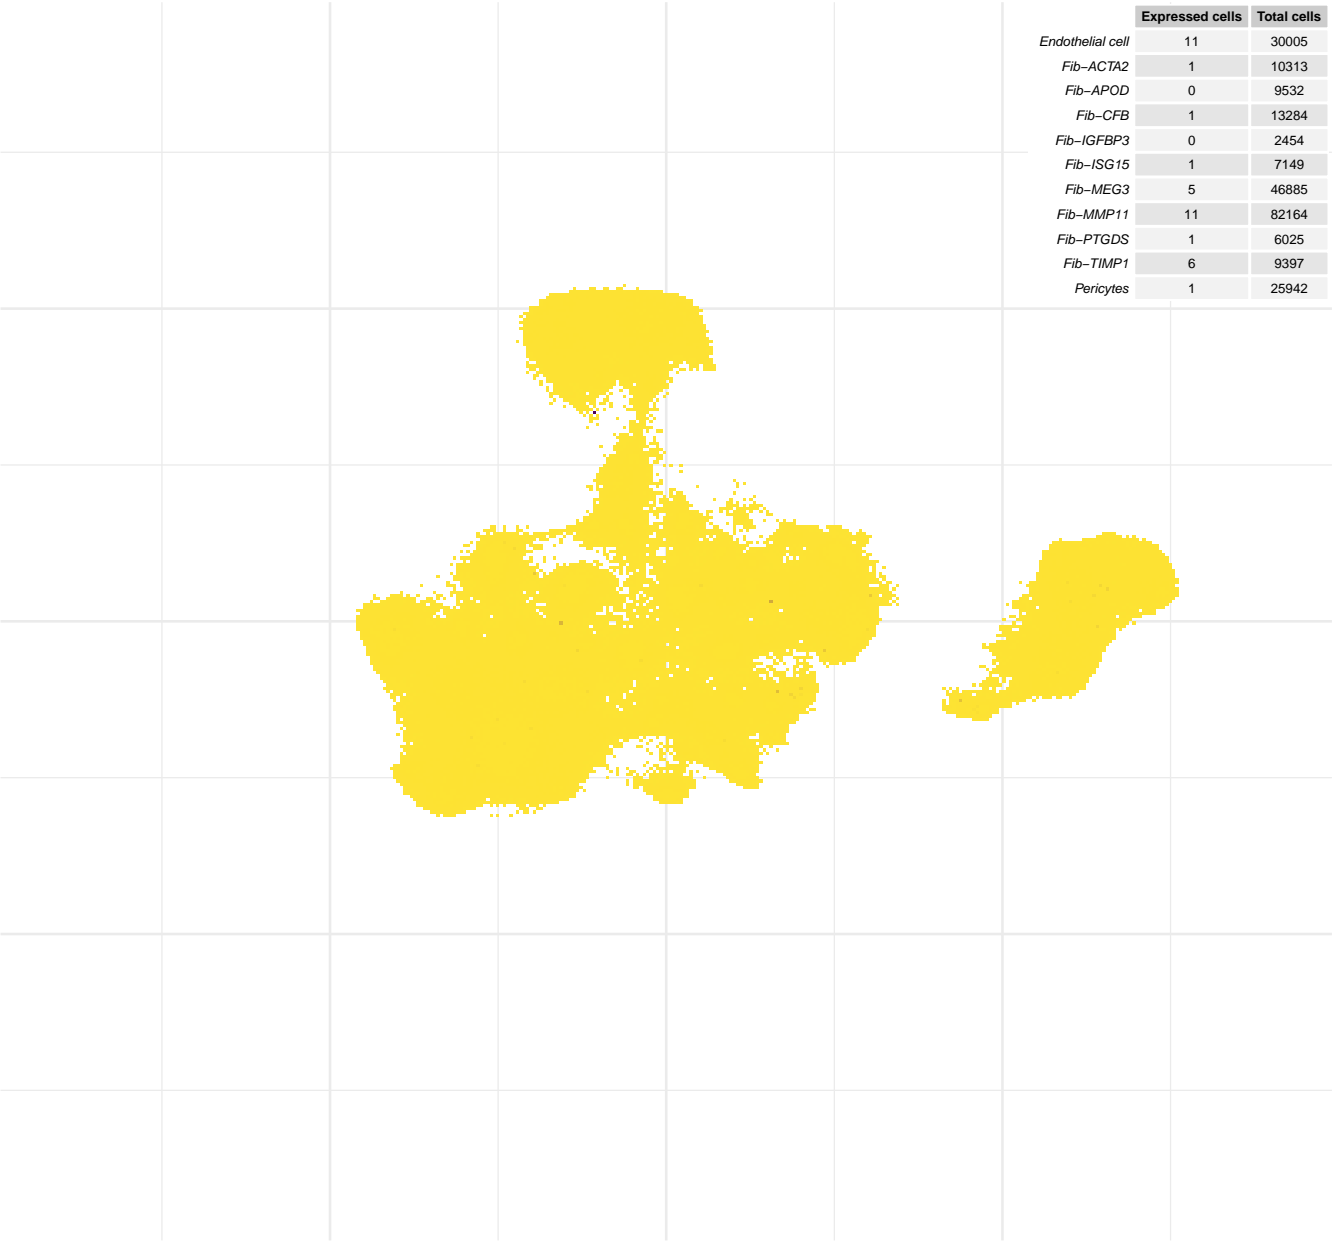 Expressed cells Total cells
Endothelial cell 11 30005
Fib−ACTA2 1 10313
Fib−APOD 0 9532
Fib−CFB 1 13284
Fib−IGFBP3 0 2454
Fib−ISG15 1 7149
Fib−MEG3 5 46885
Fib−MMP11 11 82164
Fib−PTGDS 1 6025
Fib−TIMP1 6 9397
Pericytes 1 25942